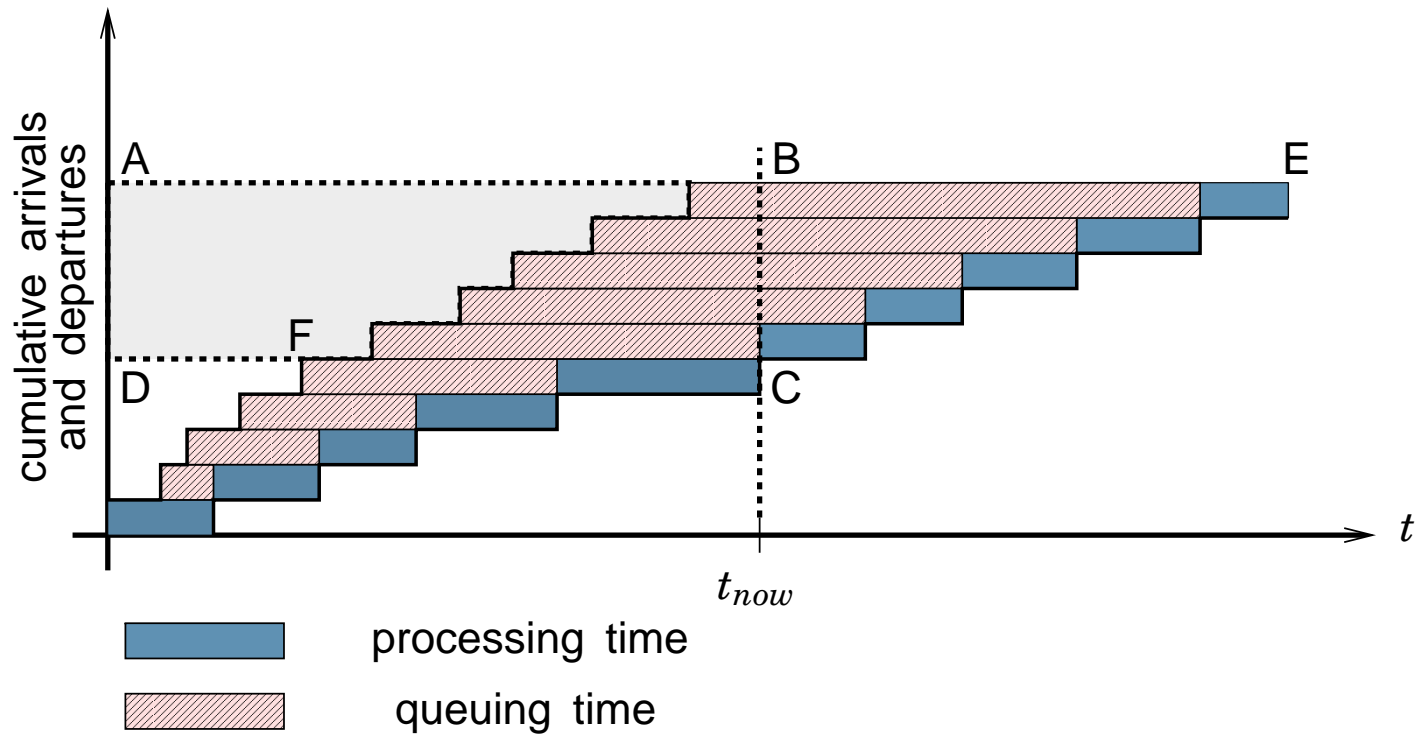 cumulative arrivals
and departures
A
B
E
F
D
C
t
t_now
processing time
queuing time